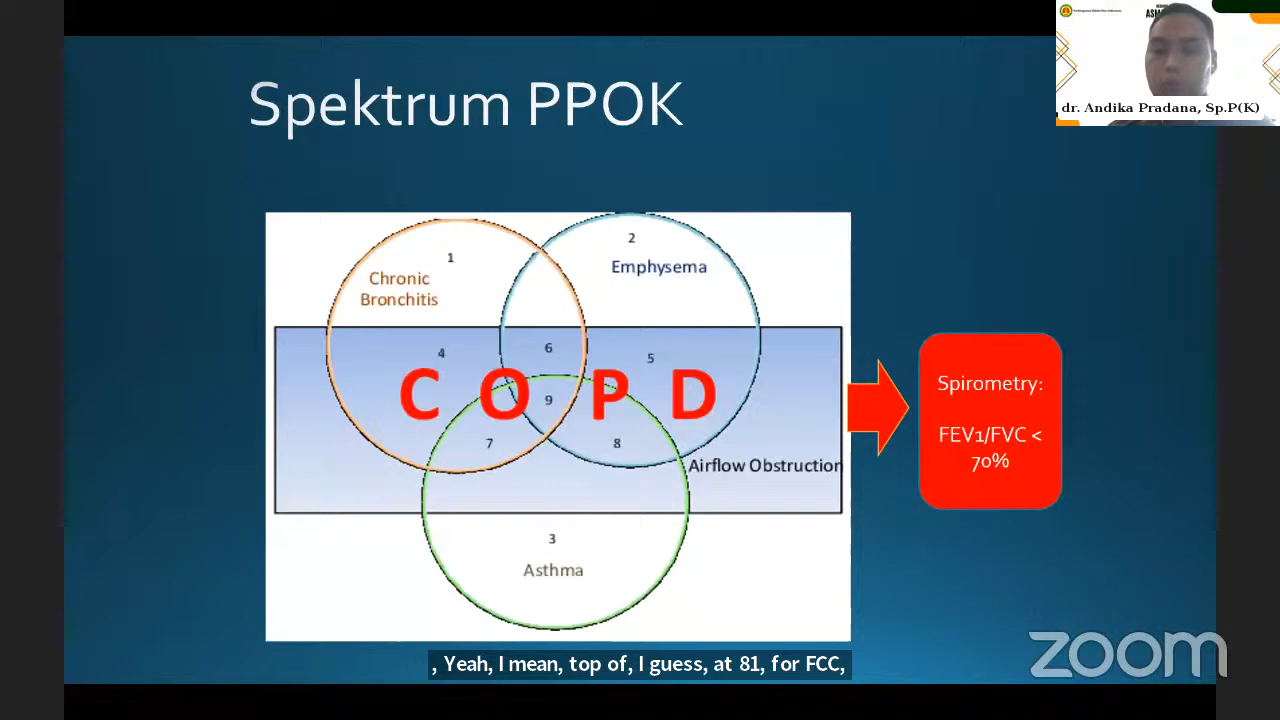 Spektrum PPOK
ASM
dr. Andika Pradana, Sp.P(K)
1
Chronic
Bronchitis
2
Emphysema
4
6
5
C O P D
9
7
8
Airflow Obstruction
3
Asthma
Spirometry:
FEV1/FVC <
70%
, Yeah, I mean, top of, I guess, at 81, for FCC,
zoom